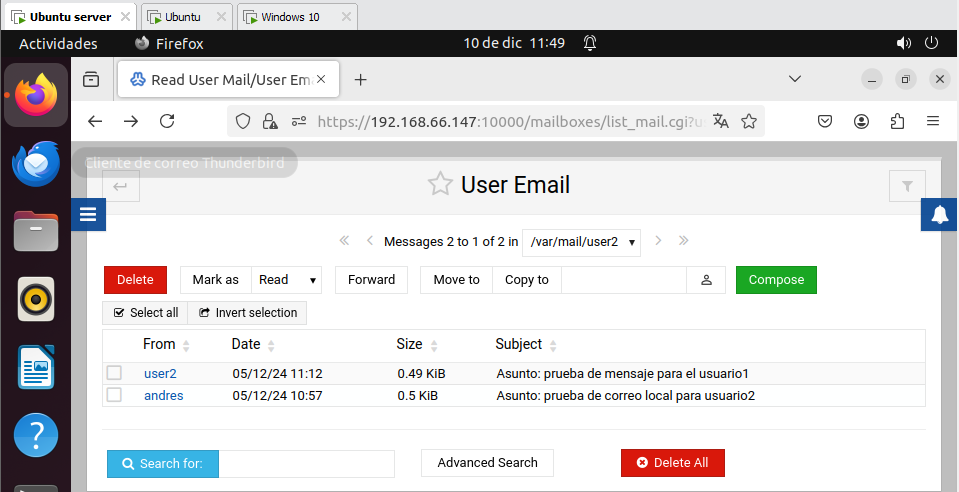 Ubuntu server Ubuntu Windows 10
Actividades Firefox 10 de dic 11:49
Read User Mail/User Em
https://192.168.66.147:10000/mailboxes/list_mail.cgi?u
Cliente de correo Thunderbird
User Email
Messages 2 to 1 of 2 in /var/mail/user2
Delete Mark as Read Forward Move to Copy to Compose
Select all Invert selection
From Date Size Subject
user2 05/12/24 11:12 0.49 KiB Asunto: prueba de mensaje para el usuario1
andres 05/12/24 10:57 0.5 KiB Asunto: prueba de correo local para usuario2
Search for: Advanced Search Delete All